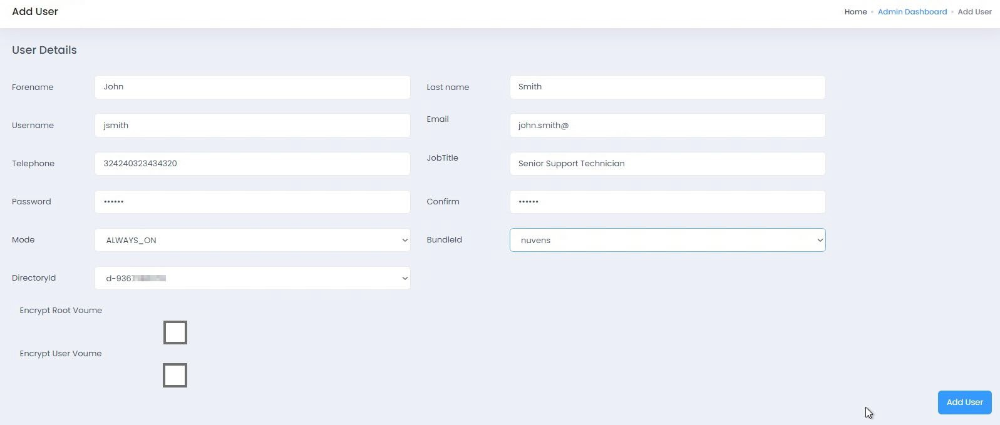 Add User
Home • Admin Dashboard • Add User
User Details
Forename John Last name Smith
Username jsmith Email john.smith@
Telephone 324240323434320 JobTitle Senior Support Technician
Password •••••• Confirm ••••••
Mode ALWAYS_ON BundleId nuvens
DirectoryId d-936
Encrypt Root Voume
Encrypt User Voume
Add User